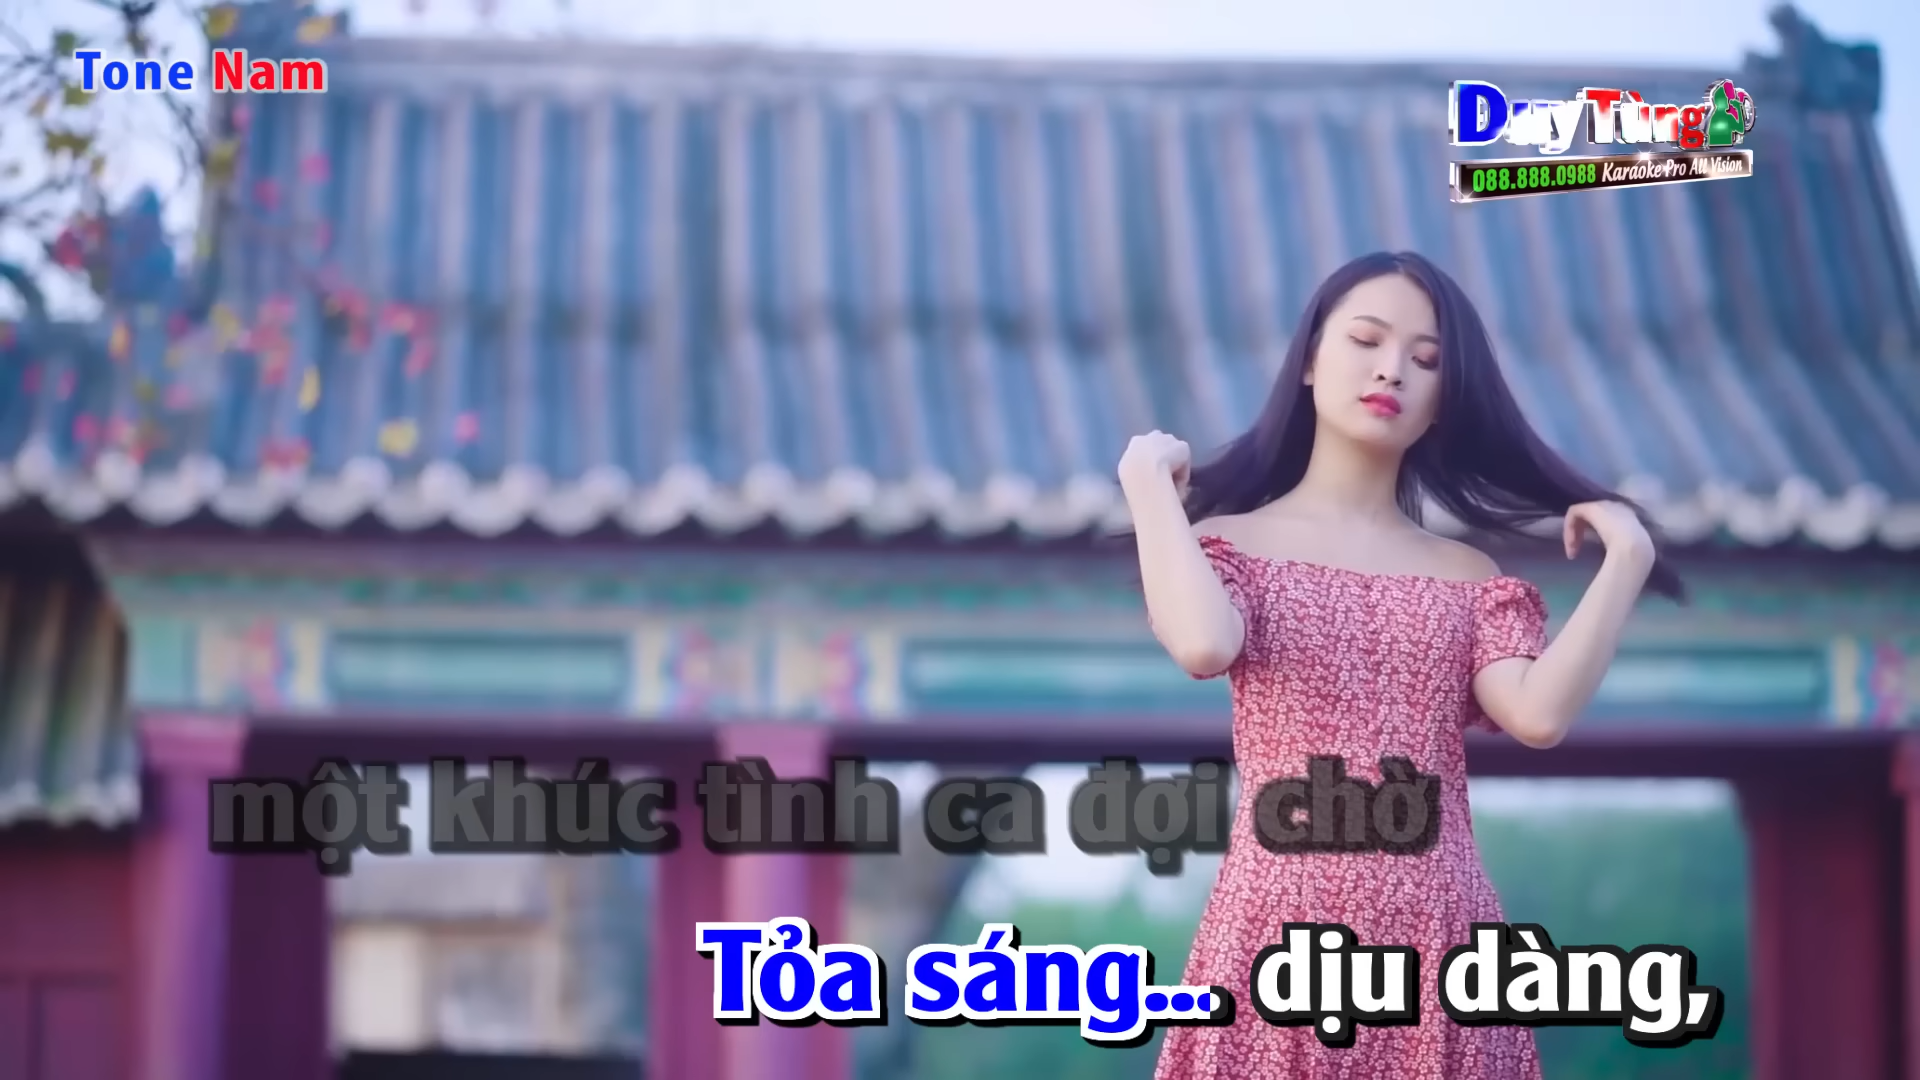 Tone Nam
Duy Tùng
088.888.0988 Karaoke Pro All Vision
một khúc tình ca đợi chờ
Tỏa sáng... dịu dàng,